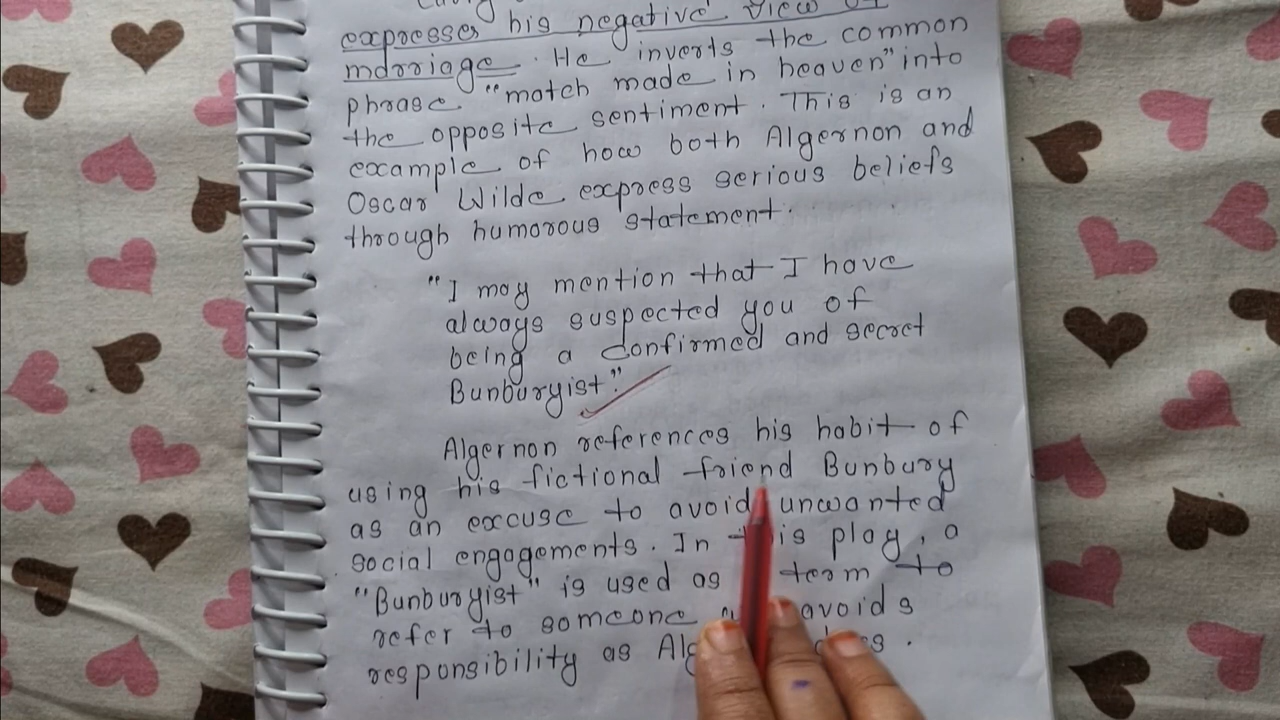 expresses his negative view of
marriage. He inverts the common
phrase "match made in heaven" into
the opposite sentiment. This is an
example of how both Algernon and
Oscar Wilde express serious beliefs
through humorous statement.
"I may mention that I have
always suspected you of
being a confirmed and secret
Bunburyist."
Algernon references his habit of
using his fictional friend Bunbury
as an excuse to avoid unwanted
social engagements. In this play, a
"Bunburyist" is used as term to
refer to someone avoids
responsibility as